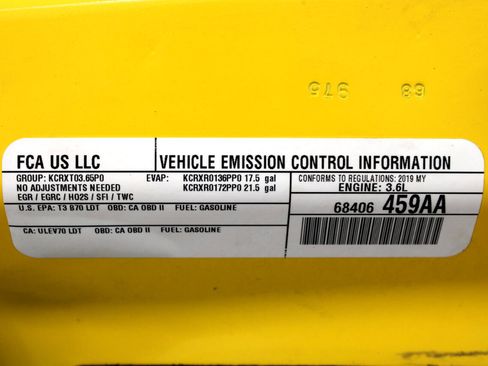 89 975
FCA US LLC
VEHICLE EMISSION CONTROL INFORMATION
GROUP: KCRXT03.65P0 EVAP: KCRXR0136PP0 17.5 gal
NO ADJUSTMENTS NEEDED KCRXR0172PP0 21.5 gal
EGR / EGRC / HO2S / SFI / TWC
U.S. EPA: T3 B70 LDT OBD: CA OBD II FUEL: GASOLINE
CA: ULEV70 LDT OBD: CA OBD II FUEL: GASOLINE
CONFORMS TO REGULATIONS: 2019 MY
ENGINE: 3.6L
68406 459AA